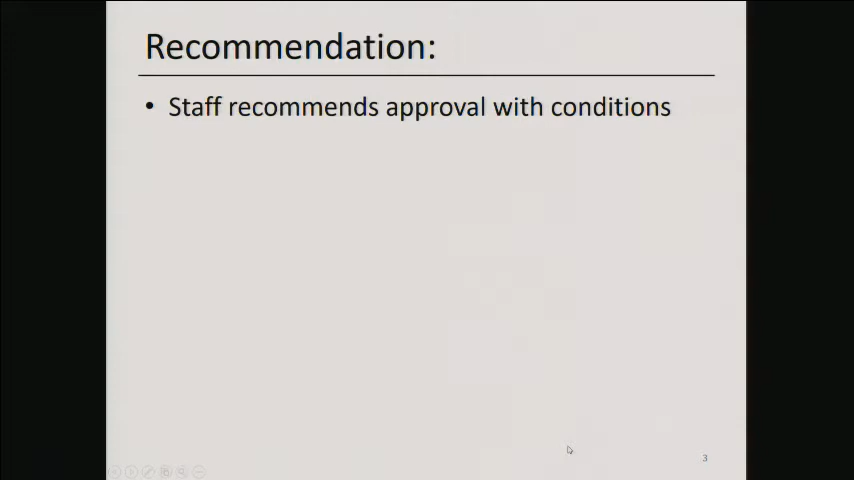 Recommendation:
• Staff recommends approval with conditions
3